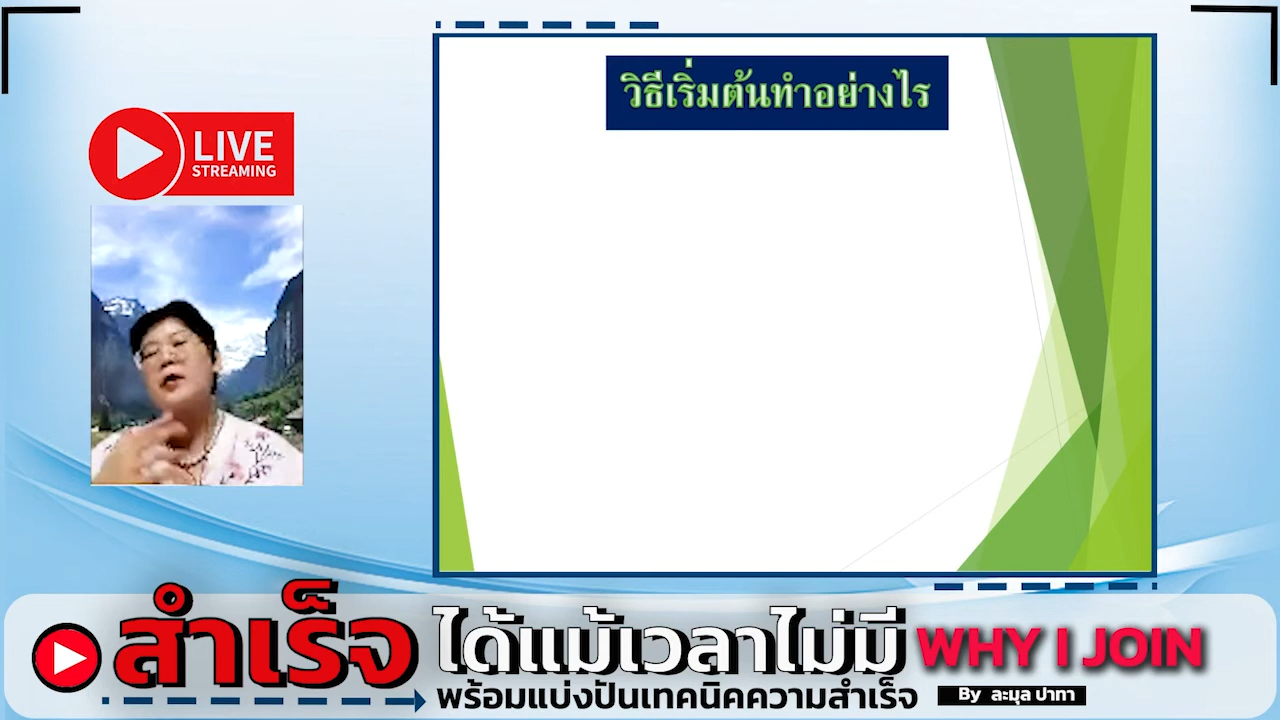 วิธีเริ่มต้นทำอย่างไร
LIVE
STREAMING
สำเร็จ ได้แม้เวลาไม่มี WHY I JOIN
พร้อมแบ่งปันเทคนิคความสำเร็จ By ละมุล ปาทา